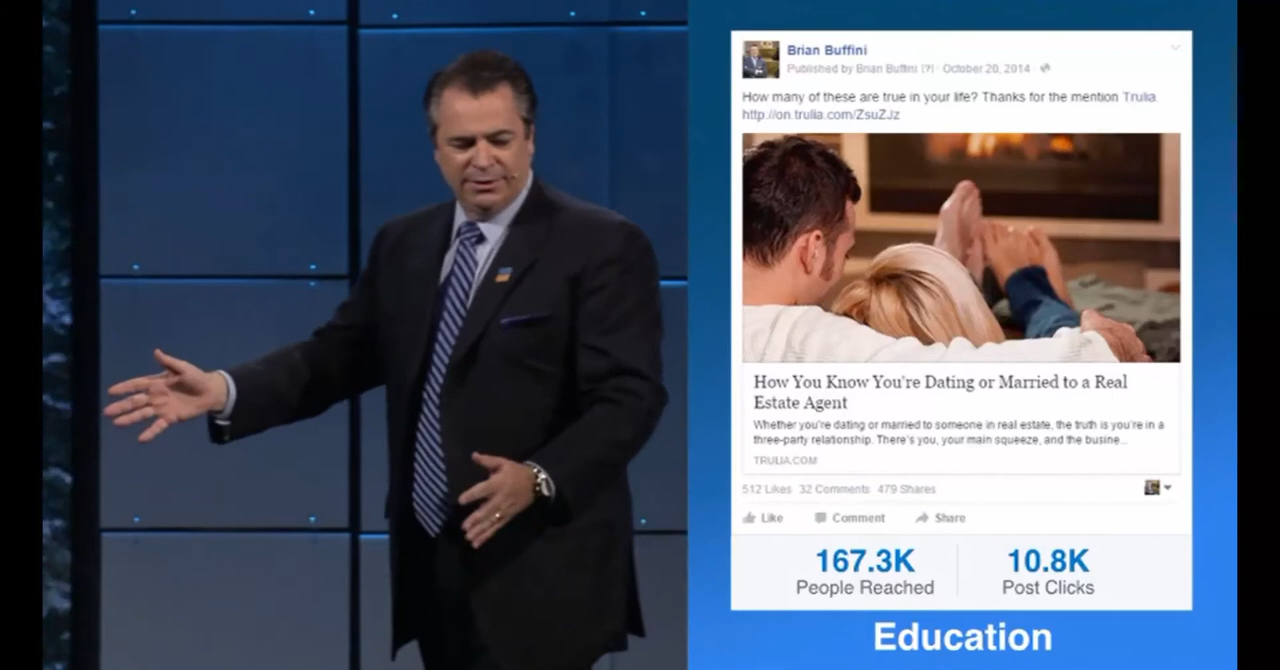 Brian Buffini
Published by Brian Buffini [?] · October 20, 2014 ·
How many of these are true in your life? Thanks for the mention Trulia
http://on.trulia.com/ZsuZJz
How You Know You're Dating or Married to a Real
Estate Agent
Whether you're dating or married to someone in real estate, the truth is you're in a
three-party relationship. There's you, your main squeeze, and the busine...
TRULIA.COM
512 Likes 32 Comments 479 Shares
Like Comment Share
167.3K 10.8K
People Reached Post Clicks
Education